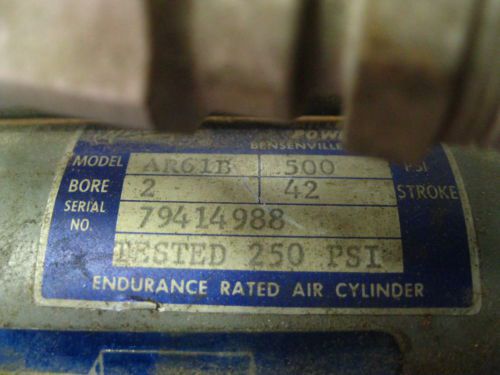 POW
BENSENVILLE
MODEL AR61B 500 PSI
BORE 2 42 STROKE
SERIAL NO. 79414988
TESTED 250 PSI
ENDURANCE RATED AIR CYLINDER